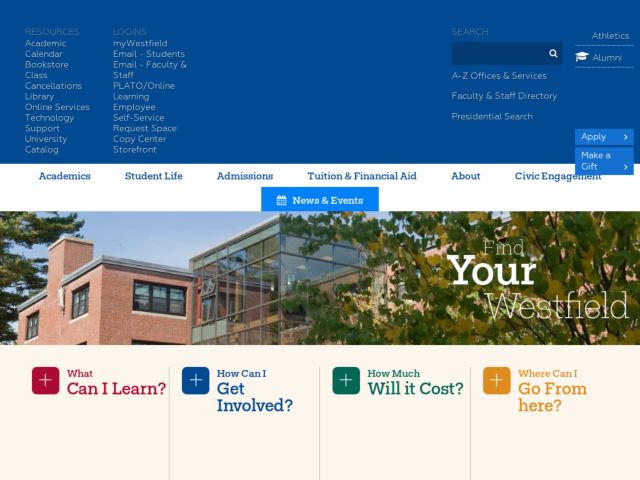 RESOURCES
Academic
Calendar
Bookstore
Class
Cancellations
Library
Online Services
Technology
Support
University
Catalog
LOGINS
myWestfield
Email - Students
Email - Faculty &
Staff
PLATO/Online
Learning
Employee
Self-Service
Request Space
Copy Center
Storefront
SEARCH
A-Z Offices & Services
Faculty & Staff Directory
Presidential Search
Athletics
Alumni
Apply
Make a
Gift
Academics
Student Life
Admissions
Tuition & Financial Aid
About
Civic Engagement
News & Events
Find
Your
Westfield
What
Can I Learn?
How Can I
Get
Involved?
How Much
Will it Cost?
Where Can I
Go From
here?